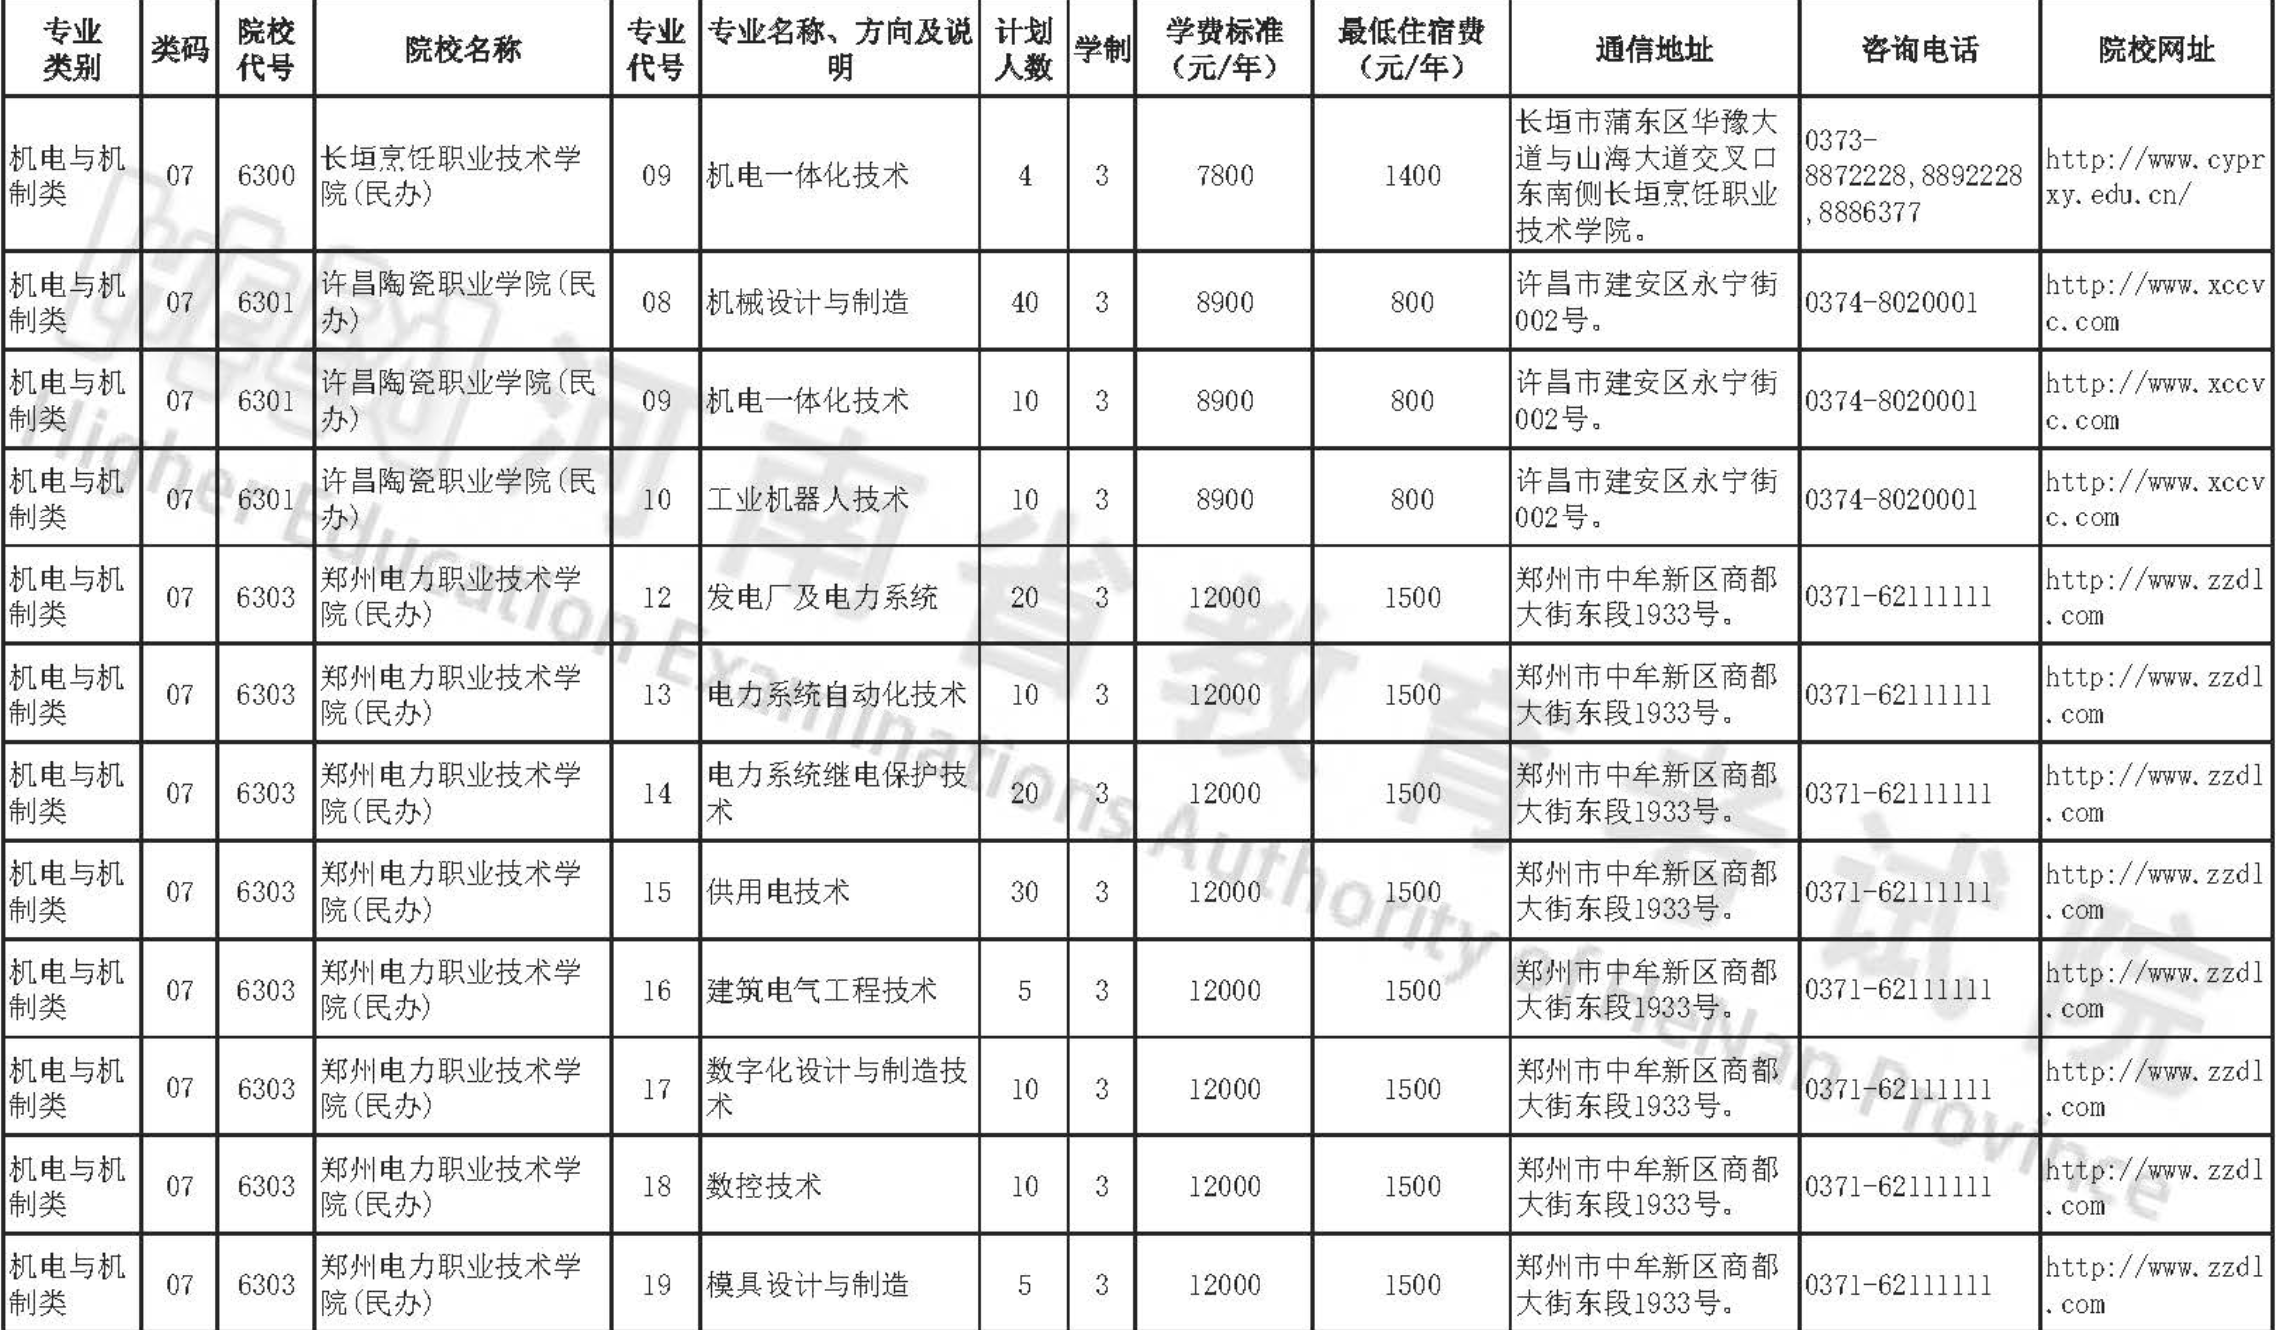 专业类别 类码 院校代号 院校名称 专业代号 专业名称、方向及说明 计划人数 学制 学费标准（元/年） 最低住宿费（元/年） 通信地址 咨询电话 院校网址
机电与机制类 07 6300 长垣烹饪职业技术学院(民办) 09 机电一体化技术 4 3 7800 1400 长垣市蒲东区华豫大道与山海大道交叉口东南侧长垣烹饪职业技术学院。 0373-8872228,8892228,8886377 http://www.cyprxy.edu.cn/
机电与机制类 07 6301 许昌陶瓷职业学院(民办) 08 机械设计与制造 40 3 8900 800 许昌市建安区永宁街002号。 0374-8020001 http://www.xccvc.com
机电与机制类 07 6301 许昌陶瓷职业学院(民办) 09 机电一体化技术 10 3 8900 800 许昌市建安区永宁街002号。 0374-8020001 http://www.xccvc.com
机电与机制类 07 6301 许昌陶瓷职业学院(民办) 10 工业机器人技术 10 3 8900 800 许昌市建安区永宁街002号。 0374-8020001 http://www.xccvc.com
机电与机制类 07 6303 郑州电力职业技术学院(民办) 12 发电厂及电力系统 20 3 12000 1500 郑州市中牟新区商都大街东段1933号。 0371-62111111 http://www.zzdl.com
机电与机制类 07 6303 郑州电力职业技术学院(民办) 13 电力系统自动化技术 10 3 12000 1500 郑州市中牟新区商都大街东段1933号。 0371-62111111 http://www.zzdl.com
机电与机制类 07 6303 郑州电力职业技术学院(民办) 14 电力系统继电保护技术 20 3 12000 1500 郑州市中牟新区商都大街东段1933号。 0371-62111111 http://www.zzdl.com
机电与机制类 07 6303 郑州电力职业技术学院(民办) 15 供用电技术 30 3 12000 1500 郑州市中牟新区商都大街东段1933号。 0371-62111111 http://www.zzdl.com
机电与机制类 07 6303 郑州电力职业技术学院(民办) 16 建筑电气工程技术 5 3 12000 1500 郑州市中牟新区商都大街东段1933号。 0371-62111111 http://www.zzdl.com
机电与机制类 07 6303 郑州电力职业技术学院(民办) 17 数字化设计与制造技术 10 3 12000 1500 郑州市中牟新区商都大街东段1933号。 0371-62111111 http://www.zzdl.com
机电与机制类 07 6303 郑州电力职业技术学院(民办) 18 数控技术 10 3 12000 1500 郑州市中牟新区商都大街东段1933号。 0371-62111111 http://www.zzdl.com
机电与机制类 07 6303 郑州电力职业技术学院(民办) 19 模具设计与制造 5 3 12000 1500 郑州市中牟新区商都大街东段1933号。 0371-62111111 http://www.zzdl.com
河南省教育考试院
Higher Education Examinations Authority of HeNan Province